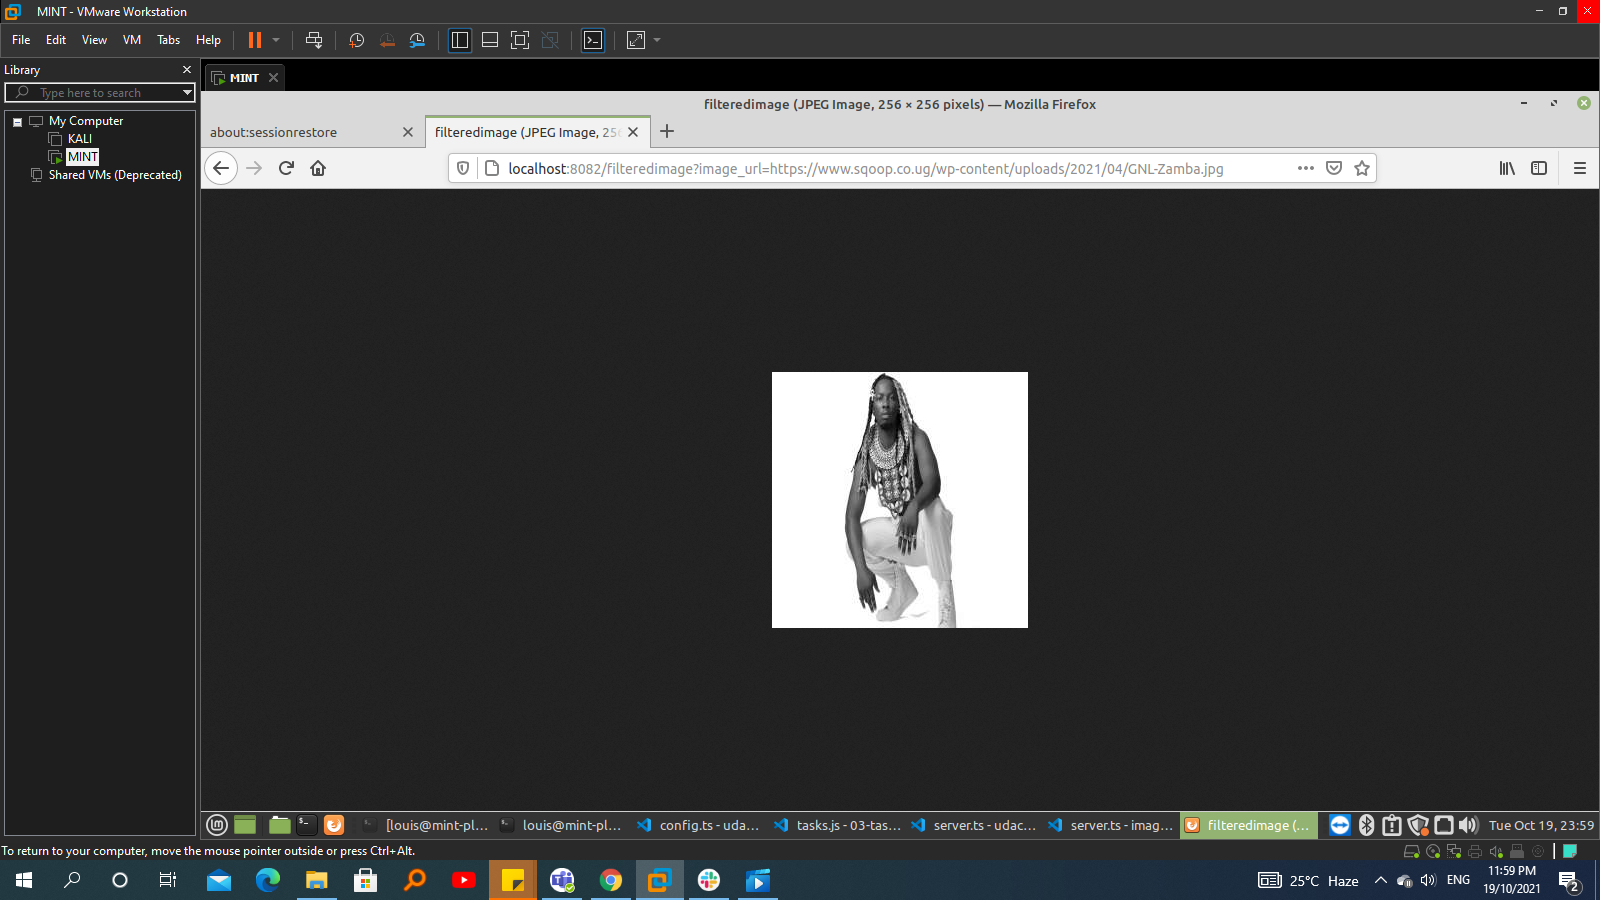 MINT - VMware Workstation
File Edit View VM Tabs Help
Library
Type here to search
My Computer
KALI
MINT
Shared VMs (Deprecated)
MINT
filteredimage (JPEG Image, 256 × 256 pixels) — Mozilla Firefox
about:sessionrestore
filteredimage (JPEG Image, 256
localhost:8082/filteredimage?image_url=https://www.sqoop.co.ug/wp-content/uploads/2021/04/GNL-Zamba.jpg
[louis@mint-pl... louis@mint-pl... config.ts - uda... tasks.js - 03-tas... server.ts - udac... server.ts - imag... filteredimage (... Tue Oct 19, 23:59
To return to your computer, move the mouse pointer outside or press Ctrl+Alt.
25°C Haze ENG 11:59 PM
19/10/2021
2